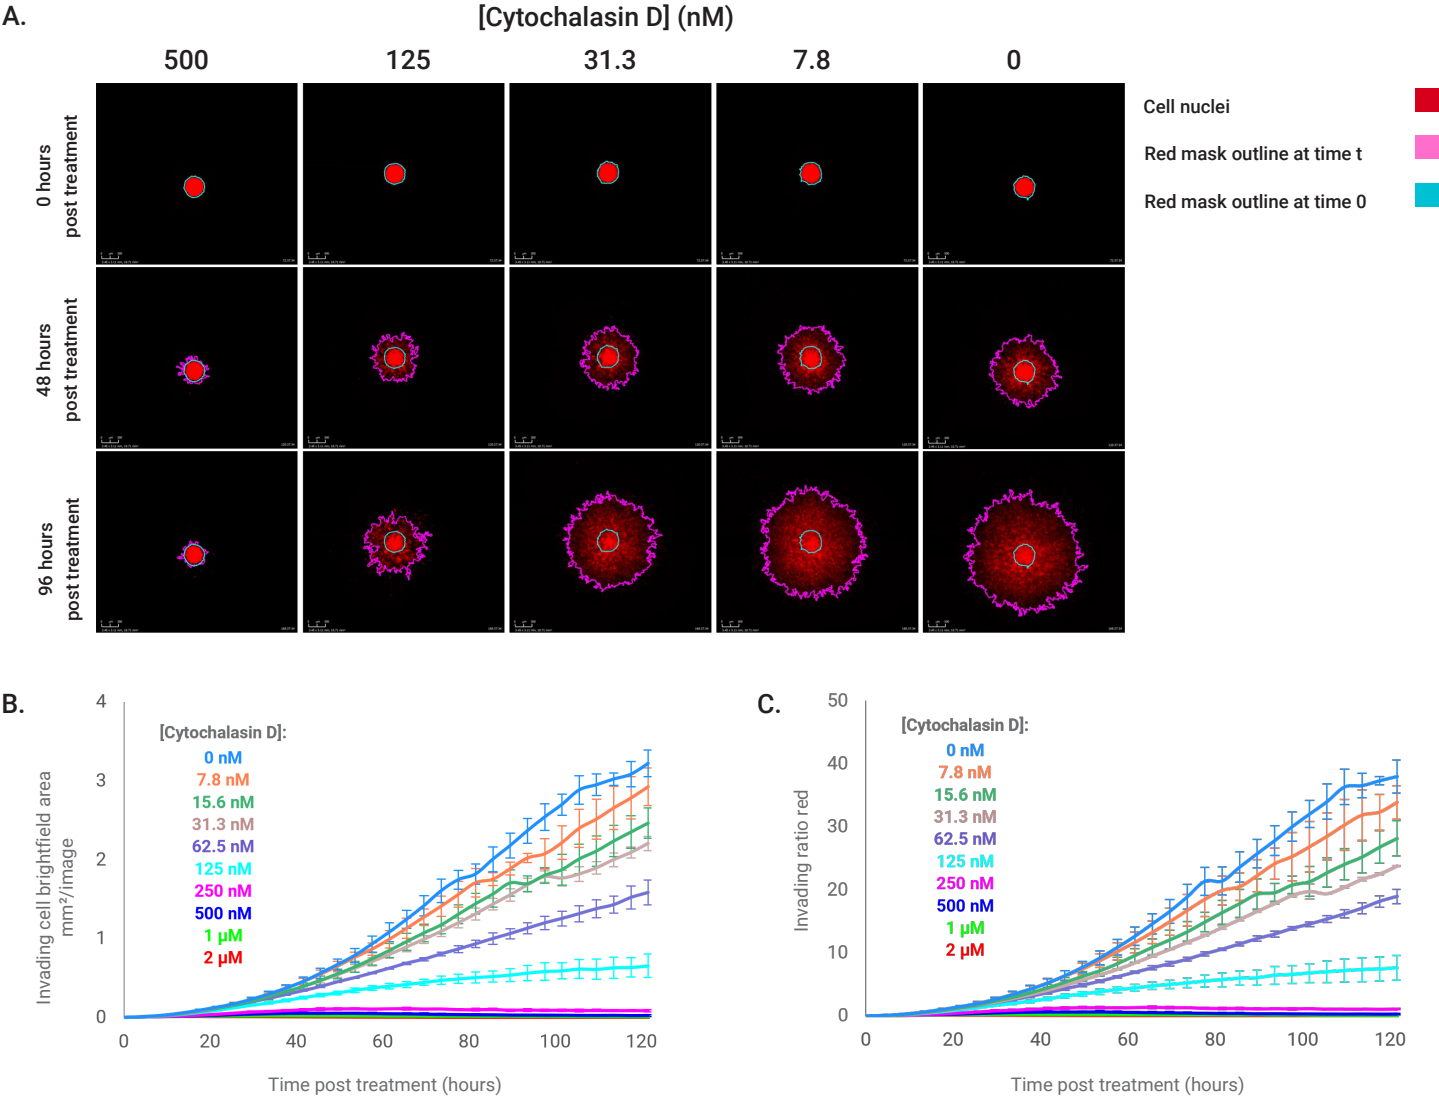 A.
[Cytochalasin D] (nM)
500 125 31.3 7.8 0
0 hours
post treatment
48 hours
post treatment
96 hours
post treatment
Cell nuclei
Red mask outline at time t
Red mask outline at time 0
B.
Invading cell brightfield area
mm²/image
4
3
2
1
0
[Cytochalasin D]:
0 nM
7.8 nM
15.6 nM
31.3 nM
62.5 nM
125 nM
250 nM
500 nM
1 µM
2 µM
0 20 40 60 80 100 120
Time post treatment (hours)
C.
Invading ratio red
50
40
30
20
10
0
[Cytochalasin D]:
0 nM
7.8 nM
15.6 nM
31.3 nM
62.5 nM
125 nM
250 nM
500 nM
1 µM
2 µM
0 20 40 60 80 100 120
Time post treatment (hours)